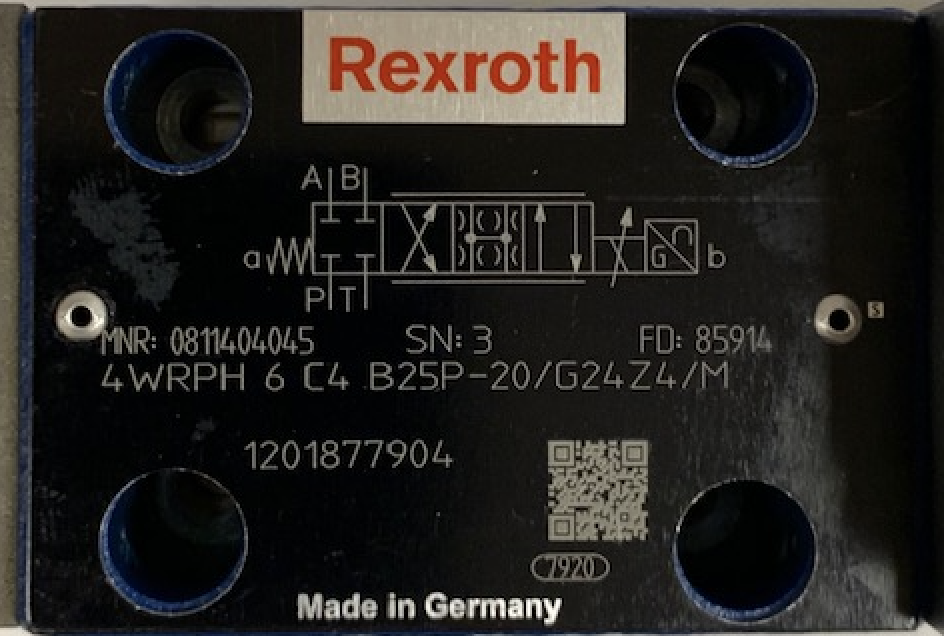 Rexroth
A B
a b
P T
MNR: 0811404045 SN: 3 FD: 85914
4WRPH 6 C4 B25P-20/G24Z4/M
1201877904
7920
Made in Germany